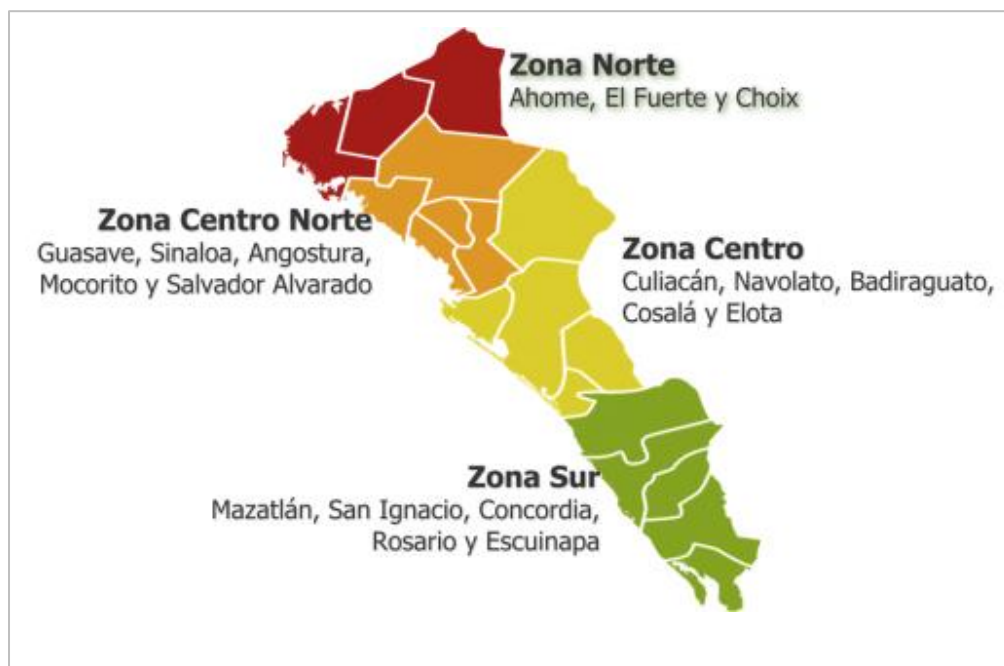 Zona Norte
Ahome, El Fuerte y Choix
Zona Centro Norte
Guasave, Sinaloa, Angostura,
Mocorito y Salvador Alvarado
Zona Centro
Culiacán, Navolato, Badiraguato,
Cosalá y Elota
Zona Sur
Mazatlán, San Ignacio, Concordia,
Rosario y Escuinapa